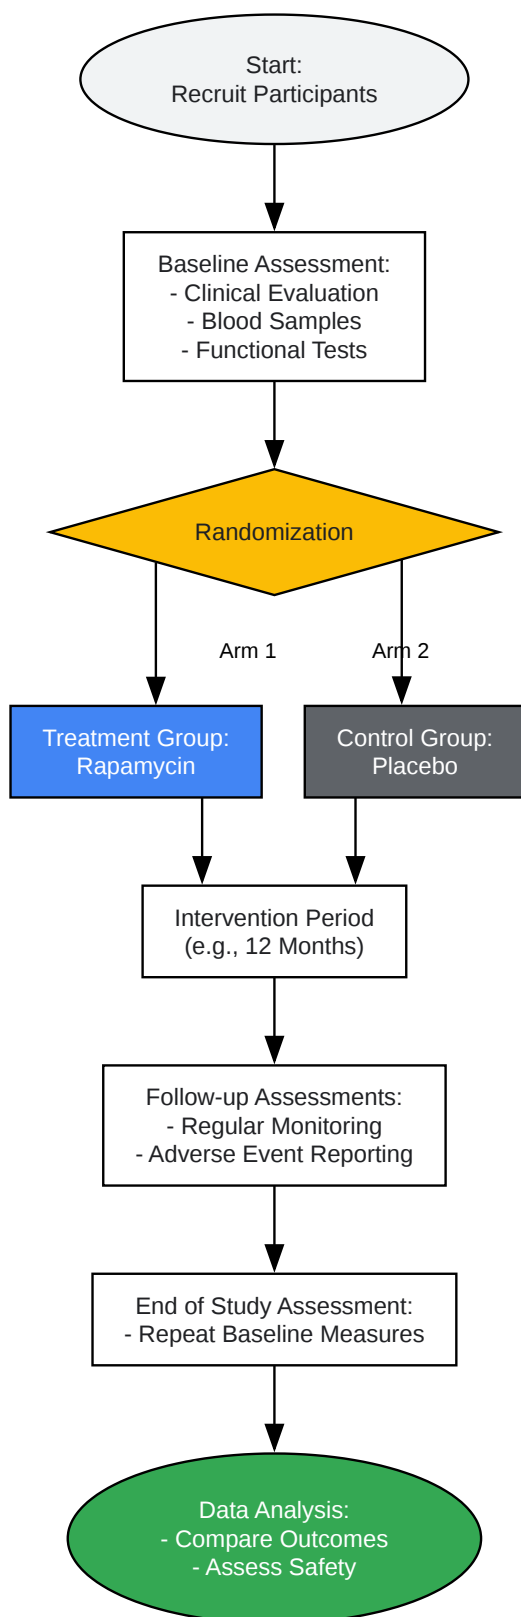 Start:
Recruit Participants
Baseline Assessment:
- Clinical Evaluation
- Blood Samples
- Functional Tests
Randomization
Arm 1
Arm 2
Treatment Group:
Rapamycin
Control Group:
Placebo
Intervention Period
(e.g., 12 Months)
Follow-up Assessments:
- Regular Monitoring
- Adverse Event Reporting
End of Study Assessment:
- Repeat Baseline Measures
Data Analysis:
- Compare Outcomes
- Assess Safety